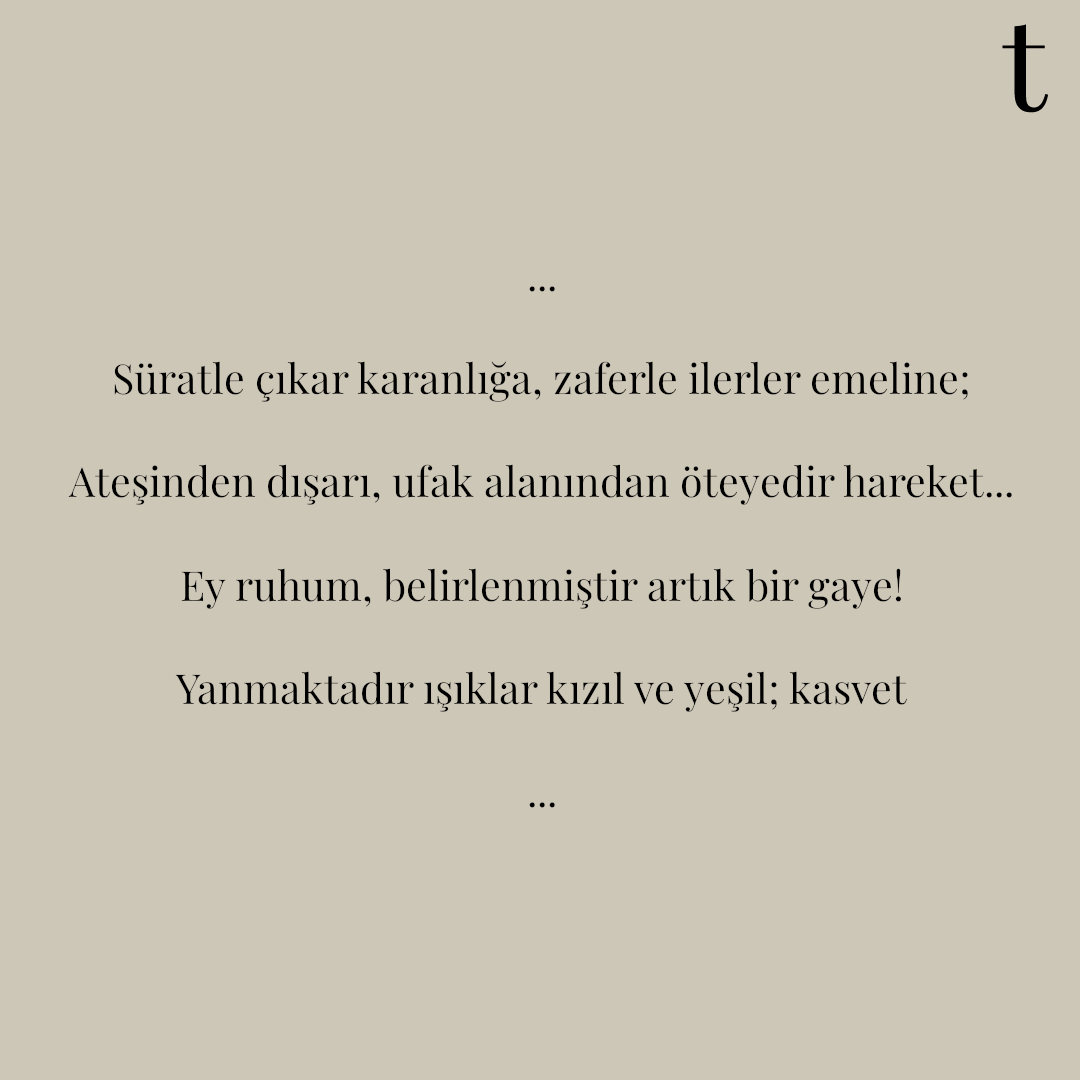 t
...
Süratle çıkar karanlığa, zaferle ilerler emeline;
Ateşinden dışarı, ufak alanından öteyedir hareket...
Ey ruhum, belirlenmiştir artık bir gaye!
Yanmaktadır ışıklar kızıl ve yeşil; kasvet
...